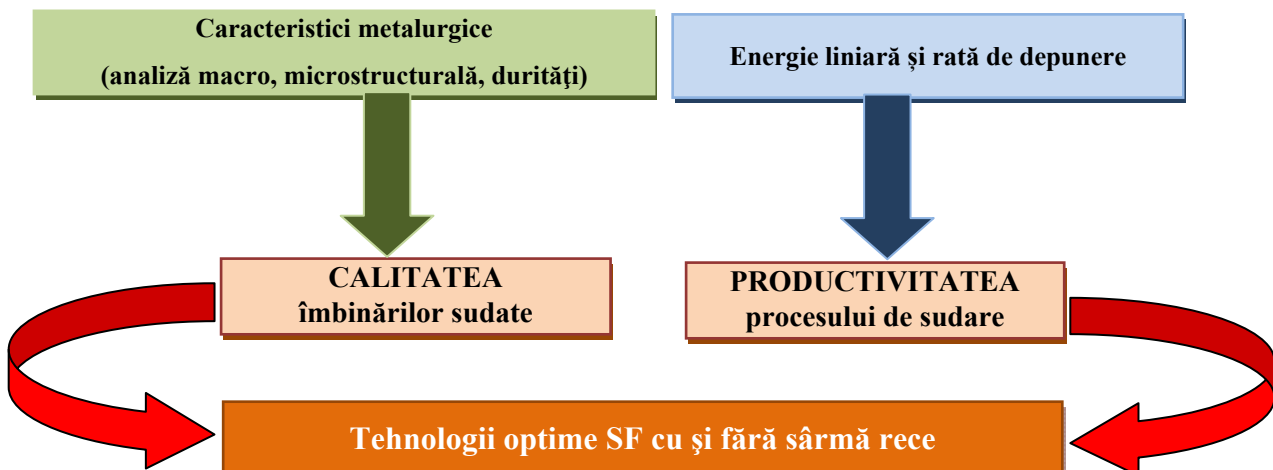 Caracteristici metalurgice
(analiză macro, microstructurală, durităţi)
Energie liniară și rată de depunere
CALITATEA
îmbinărilor sudate
PRODUCTIVITATEA
procesului de sudare
Tehnologii optime SF cu şi fără sârmă rece